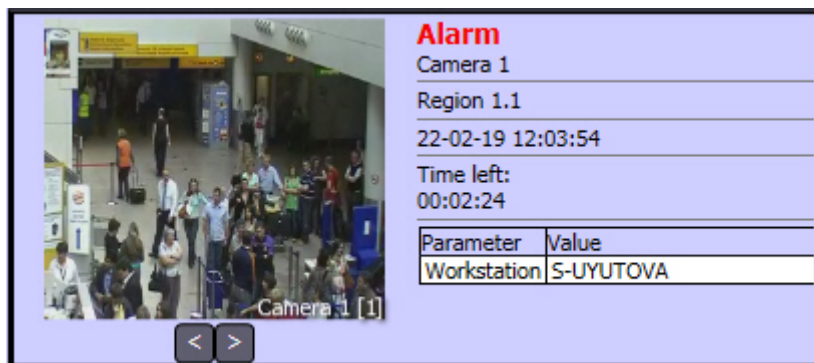 Alarm
Camera 1
Region 1.1
22-02-19 12:03:54
Time left:
00:02:24
Parameter Value
Workstation S-UYUTOVA
Camera 1 [1]
< >